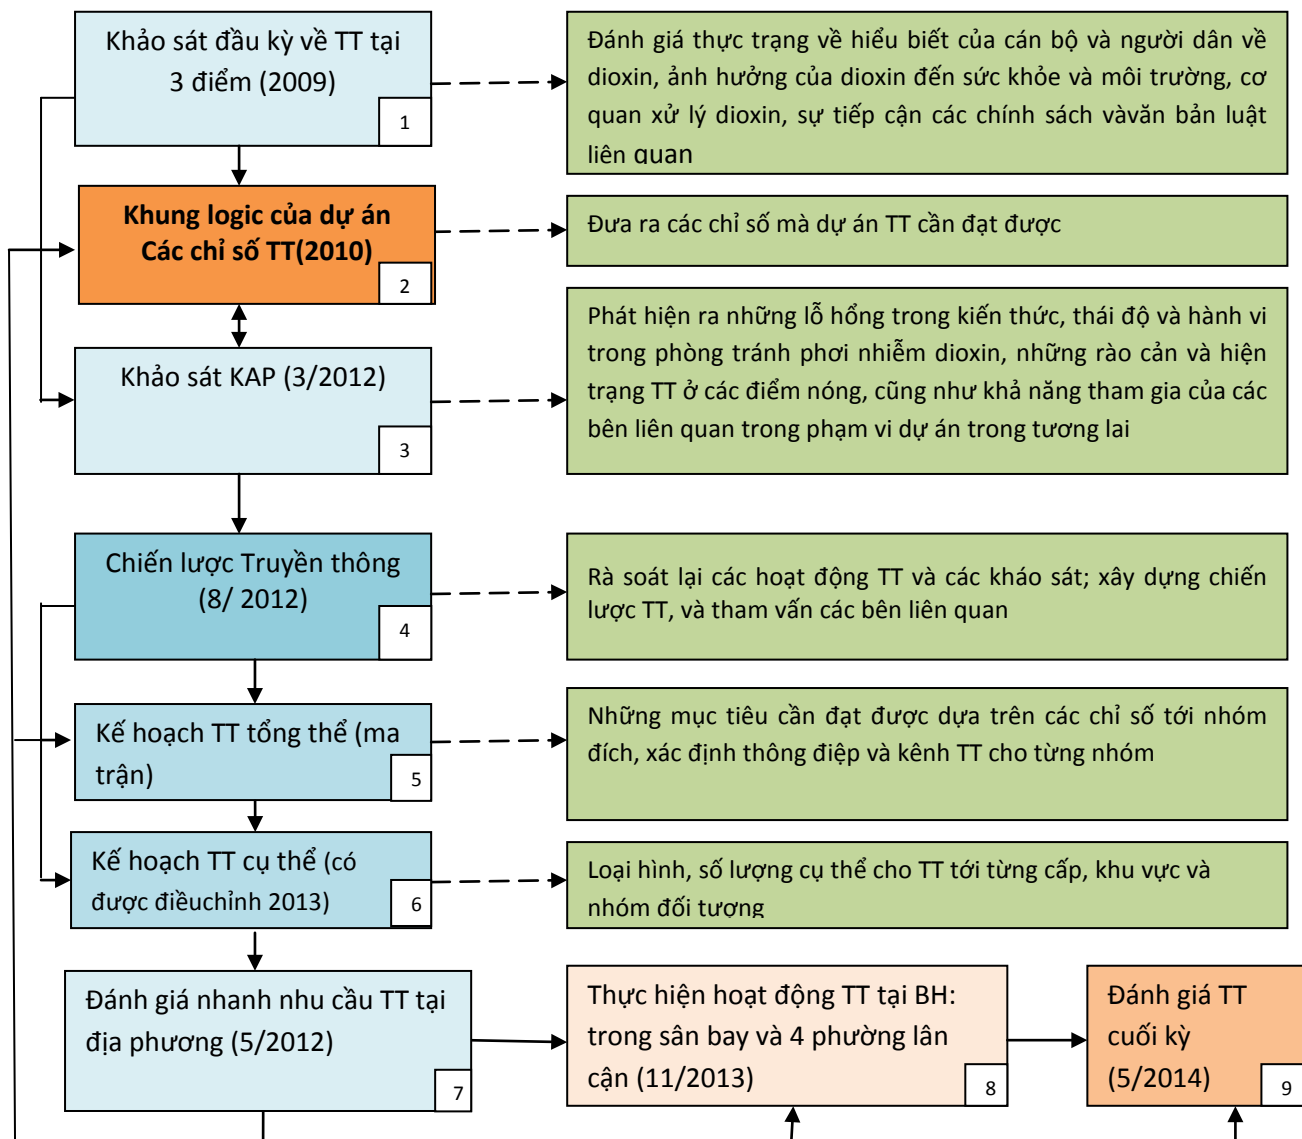 Khảo sát đầu kỳ về TT tại
3 điểm (2009)
1
Đánh giá thực trạng về hiểu biết của cán bộ và người dân về
dioxin, ảnh hưởng của dioxin đến sức khỏe và môi trường, cơ
quan xử lý dioxin, sự tiếp cận các chính sách vàvăn bản luật
liên quan
Khung logic của dự án
Các chỉ số TT(2010)
2
Đưa ra các chỉ số mà dự án TT cần đạt được
Khảo sát KAP (3/2012)
3
Phát hiện ra những lỗ hổng trong kiến thức, thái độ và hành vi
trong phòng tránh phơi nhiễm dioxin, những rào cản và hiện
trạng TT ở các điểm nóng, cũng như khả năng tham gia của các
bên liên quan trong phạm vi dự án trong tương lai
Chiến lược Truyền thông
(8/ 2012)
4
Rà soát lại các hoạt động TT và các kháo sát; xây dựng chiến
lược TT, và tham vấn các bên liên quan
Kế hoạch TT tổng thể (ma
trận)
5
Những mục tiêu cần đạt được dựa trên các chỉ số tới nhóm
đích, xác định thông điệp và kênh TT cho từng nhóm
Kế hoạch TT cụ thể (có
được điềuchỉnh 2013)
6
Loại hình, số lượng cụ thể cho TT tới từng cấp, khu vực và
nhóm đối tượng
Đánh giá nhanh nhu cầu TT tại
địa phương (5/2012)
7
Thực hiện hoạt động TT tại BH:
trong sân bay và 4 phường lân
cận (11/2013)
8
Đánh giá TT
cuối kỳ
(5/2014)
9